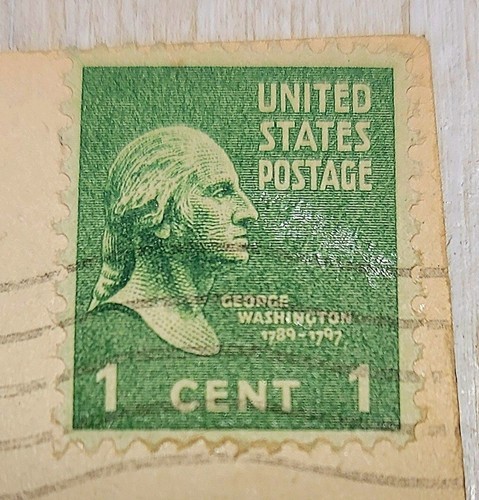 UNITED
STATES
POSTAGE
GEORGE
WASHINGTON
1789-1797
1 CENT 1